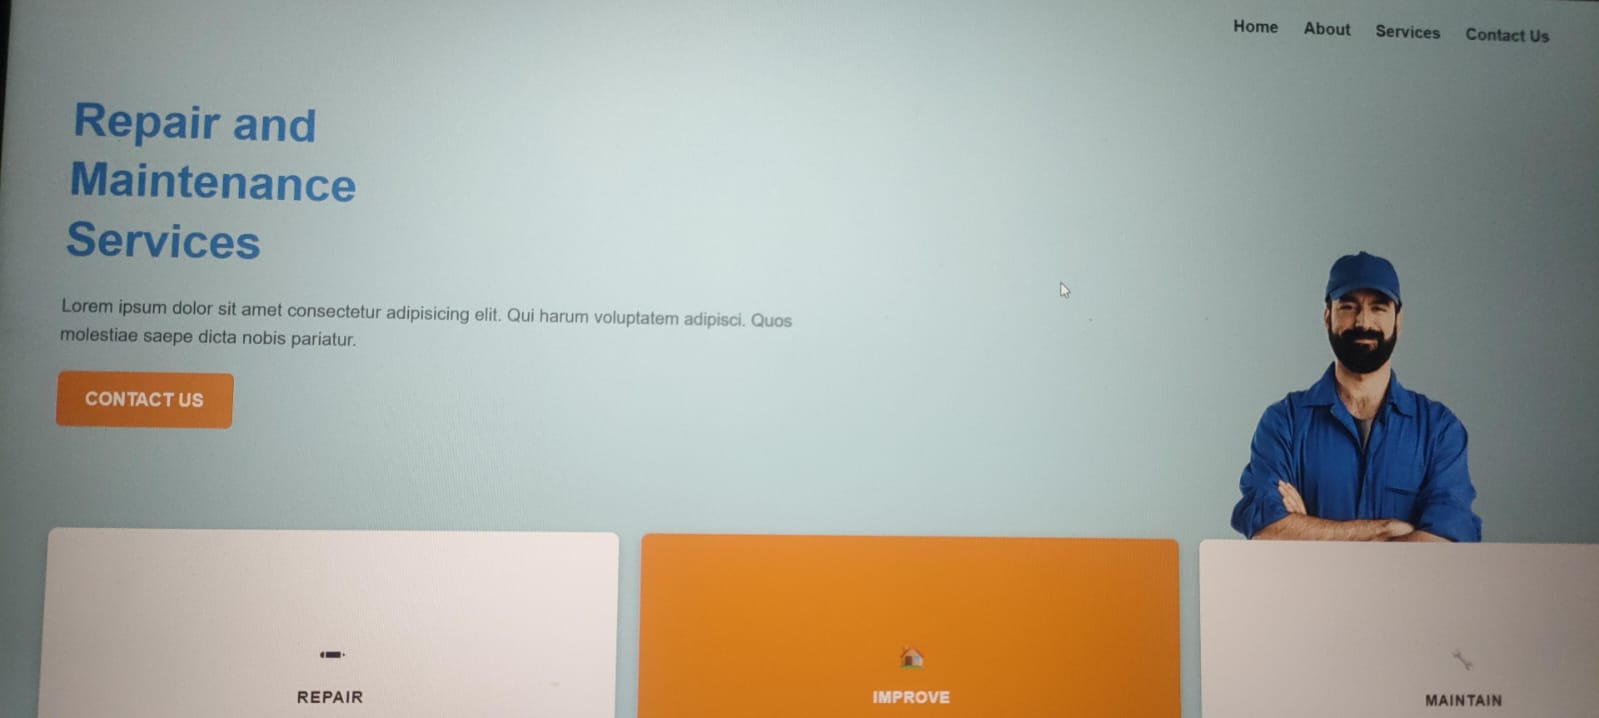 Home About Services Contact Us
Repair and
Maintenance
Services
Lorem ipsum dolor sit amet consectetur adipisicing elit. Qui harum voluptatem adipisci. Quos
molestiae saepe dicta nobis pariatur.
CONTACT US
REPAIR
IMPROVE
MAINTAIN